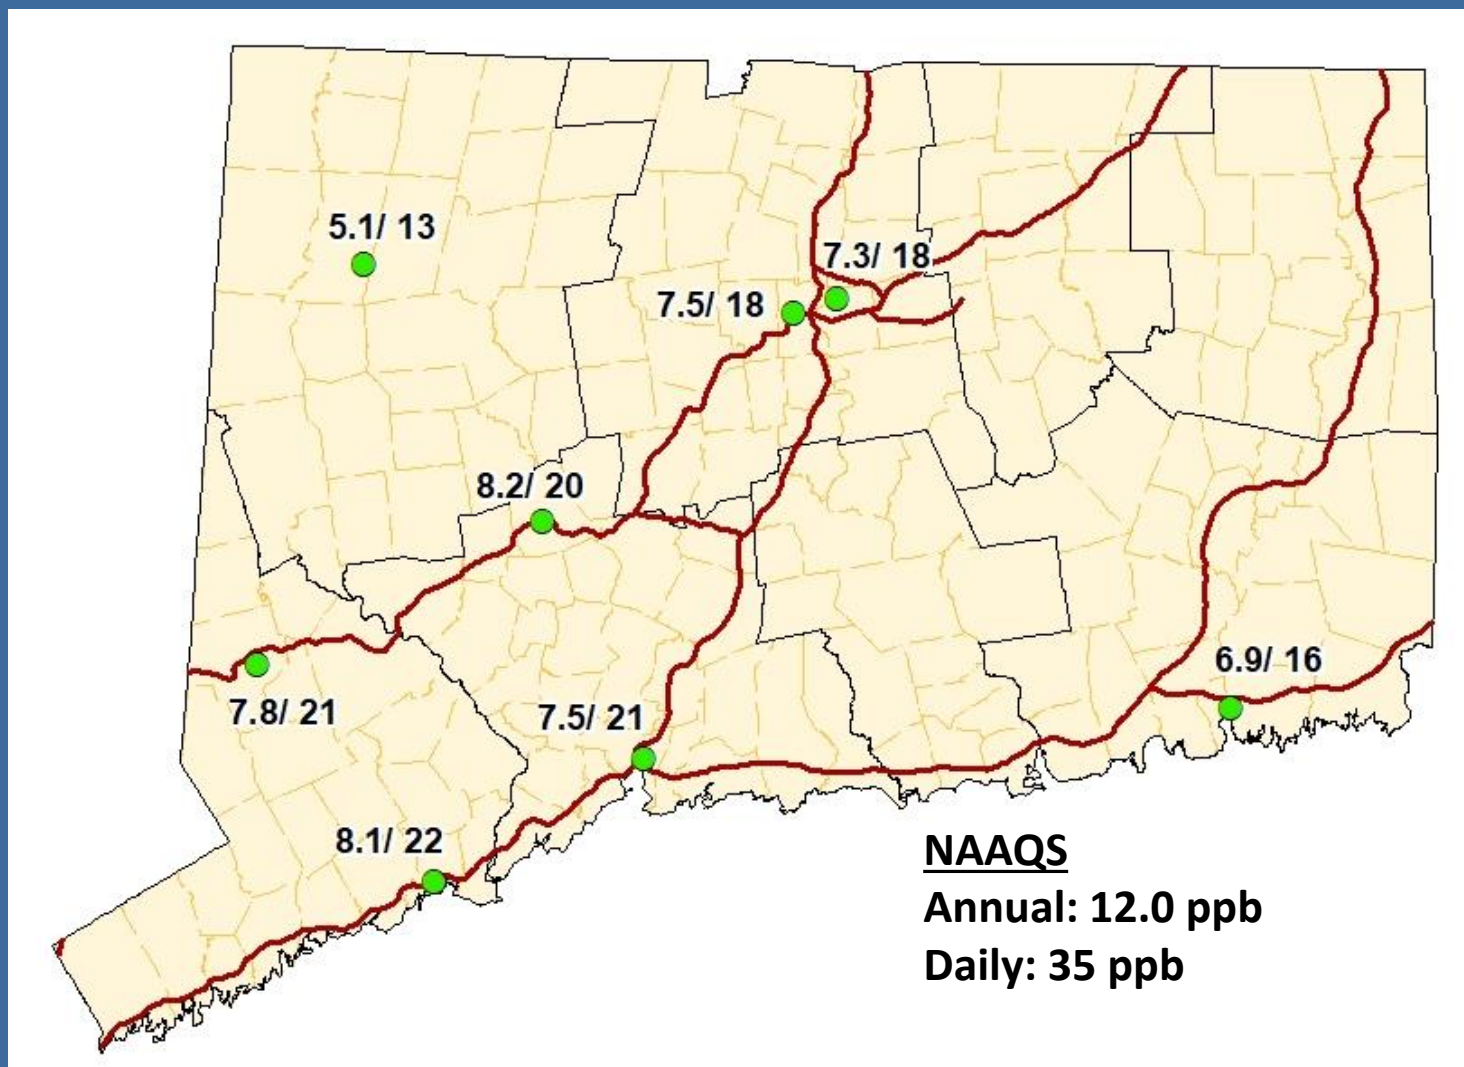 5.1/ 13
7.3/ 18
7.5/ 18
8.2/ 20
6.9/ 16
7.8/ 21
7.5/ 21
8.1/ 22
NAAQS
Annual: 12.0 ppb
Daily: 35 ppb